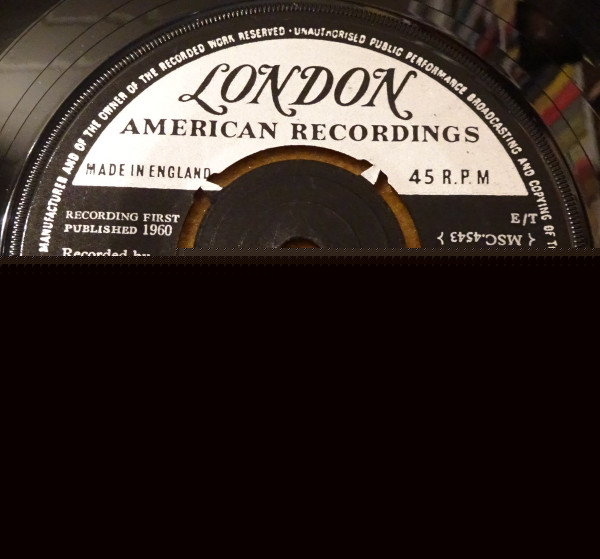 MANUFACTURER AND OF THE OWNER OF THE RECORDED WORK RESERVED · UNAUTHORISED PUBLIC PERFORMANCE BROADCASTING AND COPYING OF
LONDON
AMERICAN RECORDINGS
MADE IN ENGLAND
45 R.P.M
RECORDING FIRST
PUBLISHED 1960
E/T
{ MSC.4543 }
Recorded by